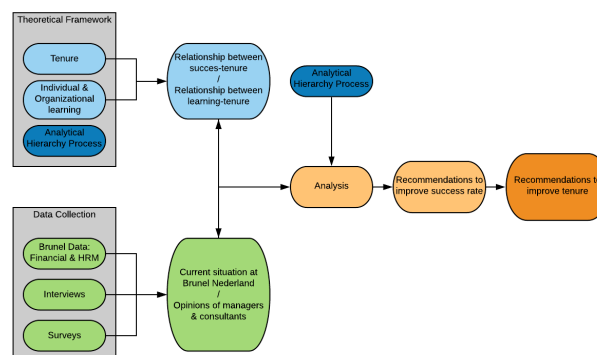 Theoretical Framework
Tenure
Individual &
Organizational
learning
Analytical
Hierarchy Process
Relationship between
succes-tenure
/
Relationship between
learning-tenure
Analytical
Hierarchy Process
Analysis
Recommendations to
improve success rate
Recommendations to
improve tenure
Data Collection
Brunel Data:
Financial & HRM
Interviews
Surveys
Current situation at
Brunel Nederland
/
Opinions of managers
& consultants